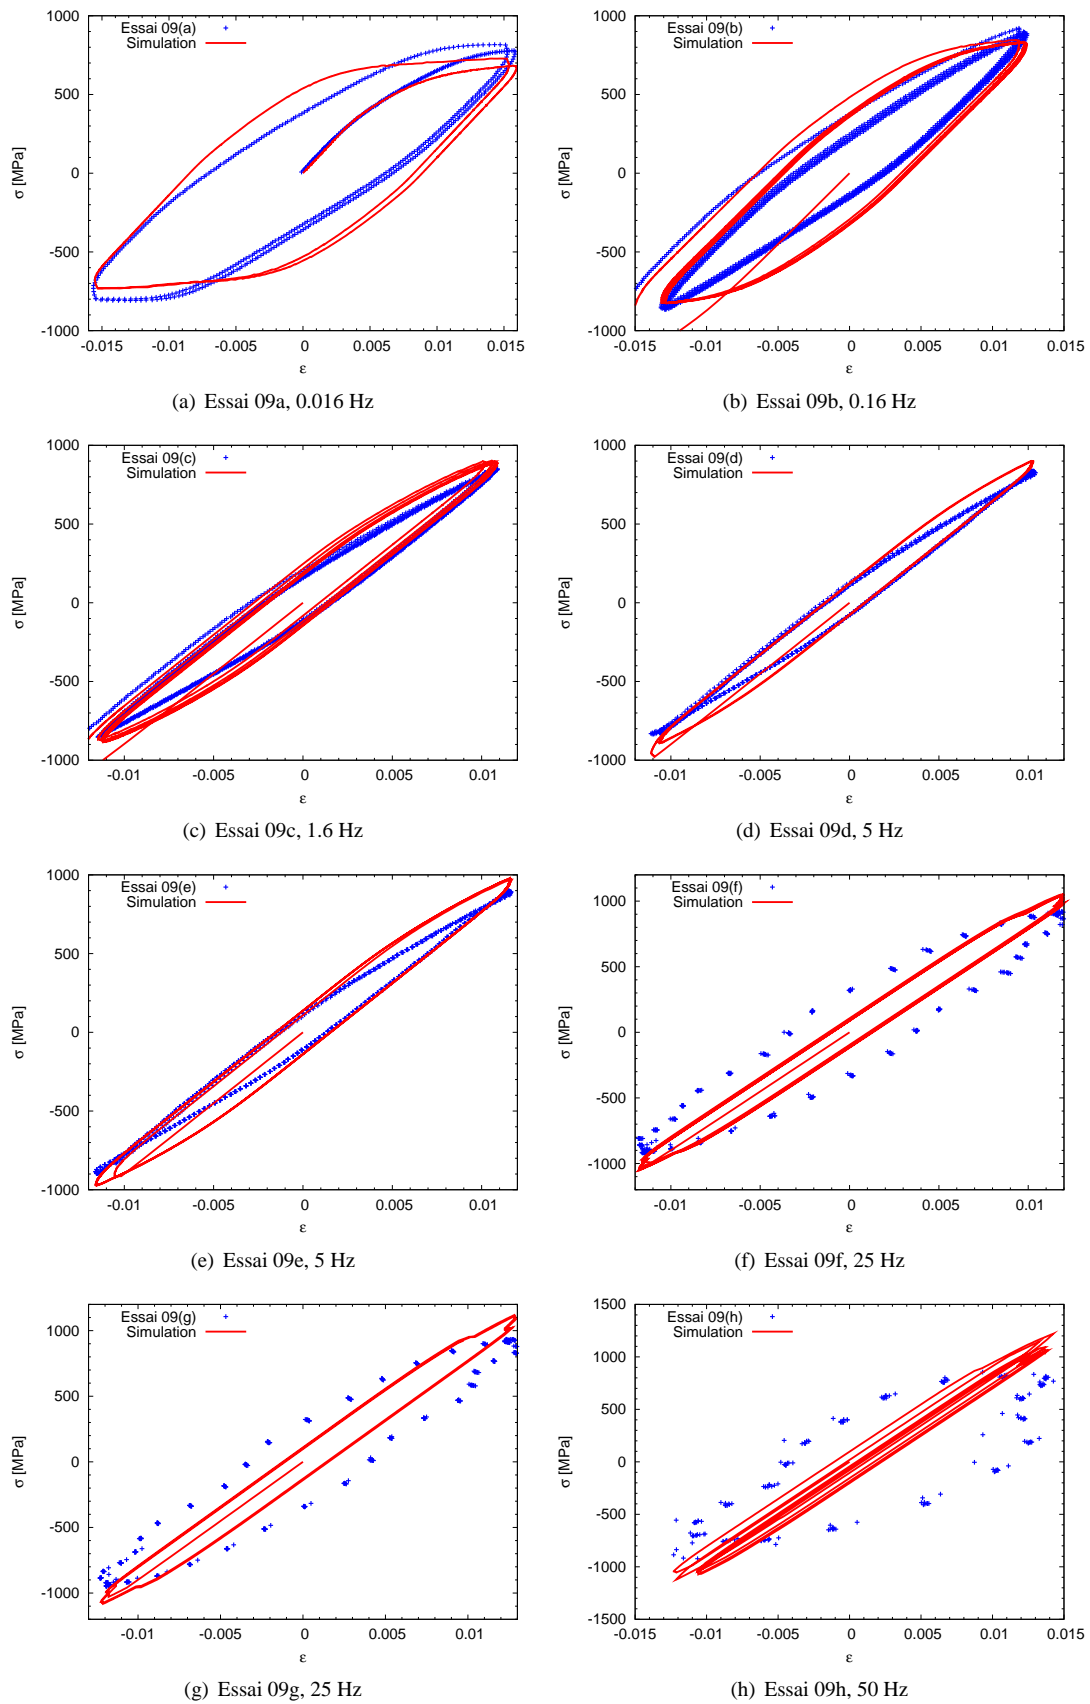 1000
500
0
-500
-1000
σ [MPa]
Essai 09(a)
Simulation
-0.015 -0.01 -0.005 0 0.005 0.01 0.015
ε
(a) Essai 09a, 0.016 Hz
1000
500
0
-500
-1000
σ [MPa]
Essai 09(b)
Simulation
-0.015 -0.01 -0.005 0 0.005 0.01 0.015
ε
(b) Essai 09b, 0.16 Hz
1000
500
0
-500
-1000
σ [MPa]
Essai 09(c)
Simulation
-0.01 -0.005 0 0.005 0.01
ε
(c) Essai 09c, 1.6 Hz
1000
500
0
-500
-1000
σ [MPa]
Essai 09(d)
Simulation
-0.01 -0.005 0 0.005 0.01
ε
(d) Essai 09d, 5 Hz
1000
500
0
-500
-1000
σ [MPa]
Essai 09(e)
Simulation
-0.01 -0.005 0 0.005 0.01
ε
(e) Essai 09e, 5 Hz
1000
500
0
-500
-1000
σ [MPa]
Essai 09(f)
Simulation
-0.01 -0.005 0 0.005 0.01
ε
(f) Essai 09f, 25 Hz
1000
500
0
-500
-1000
σ [MPa]
Essai 09(g)
Simulation
-0.01 -0.005 0 0.005 0.01
ε
(g) Essai 09g, 25 Hz
1500
1000
500
0
-500
-1000
-1500
σ [MPa]
Essai 09(h)
Simulation
-0.015 -0.01 -0.005 0 0.005 0.01 0.015
ε
(h) Essai 09h, 50 Hz